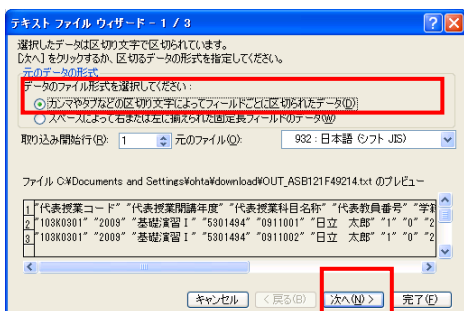 テキスト ファイル ウィザード - 1 / 3
選択したデータは区切り文字で区切られています。
[次へ] をクリックするか、区切るデータの形式を指定してください。
元のデータの形式
データのファイル形式を選択してください:
カンマやタブなどの区切り文字によってフィールドごとに区切られたデータ(D)
スペースによって右または左に揃えられた固定長フィールドのデータ(W)
取り込み開始行(R): 1 元のファイル(O): 932 : 日本語 (シフト JIS)
ファイル C:¥Documents and Settings¥ohta¥download¥OUT_ASB121F49214.txt のプレビュー
1 "代表授業コード" "代表授業開講年度" "代表授業科目名称" "代表教員番号"
2 "103K0301" "2009" "基礎演習Ⅰ" "5301494" "0911001" "日立 太郎" "1" "0" "2
3 "103K0301" "2009" "基礎演習Ⅰ" "5301494" "0911002" "日立 太郎" "1" "0" "2
キャンセル < 戻る(B) 次へ(N) > 完了(F)